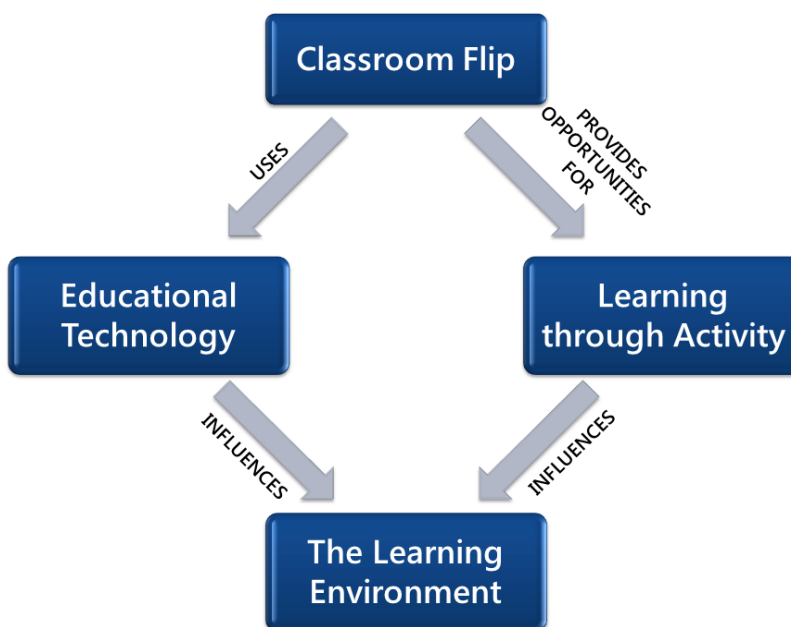 Classroom Flip
USES
PROVIDES
OPPORTUNITIES
FOR
Educational
Technology
Learning
through Activity
INFLUENCES
INFLUENCES
The Learning
Environment